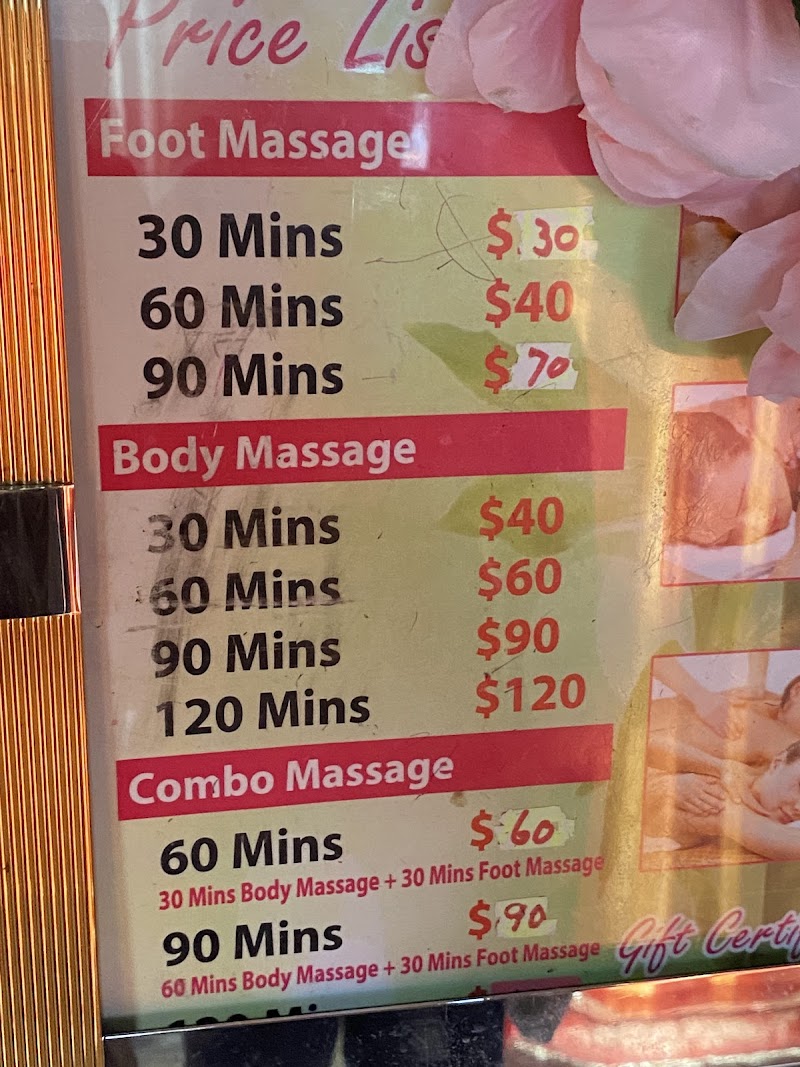 Price Lis
Foot Massage
30 Mins $30
60 Mins $40
90 Mins $70
Body Massage
30 Mins $40
60 Mins $60
90 Mins $90
120 Mins $120
Combo Massage
60 Mins $60
30 Mins Body Massage + 30 Mins Foot Massage
90 Mins $90
60 Mins Body Massage + 30 Mins Foot Massage
Gift Certi